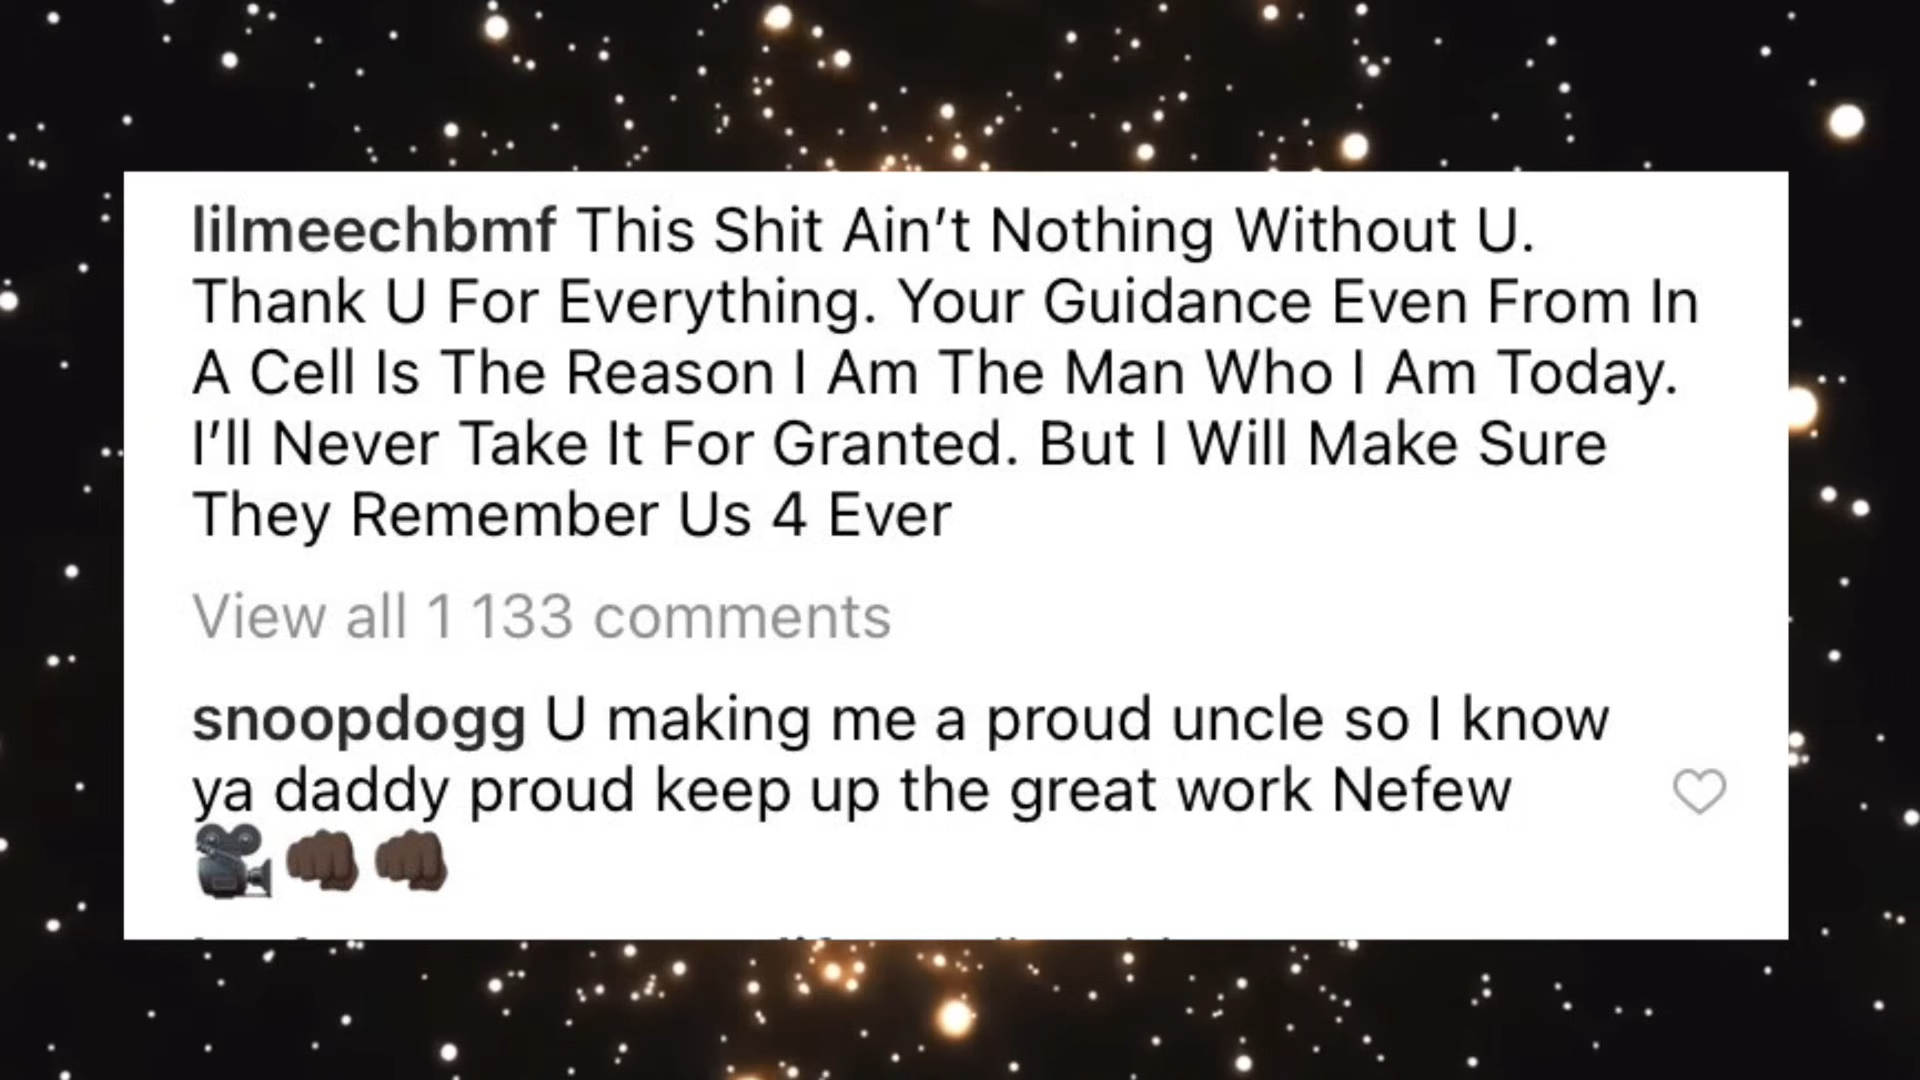 lilmeechbmf This Shit Ain’t Nothing Without U.
Thank U For Everything. Your Guidance Even From In
A Cell Is The Reason I Am The Man Who I Am Today.
I’ll Never Take It For Granted. But I Will Make Sure
They Remember Us 4 Ever
View all 1 133 comments
snoopdogg U making me a proud uncle so I know
ya daddy proud keep up the great work Nefew
🎥👊🏿👊🏿